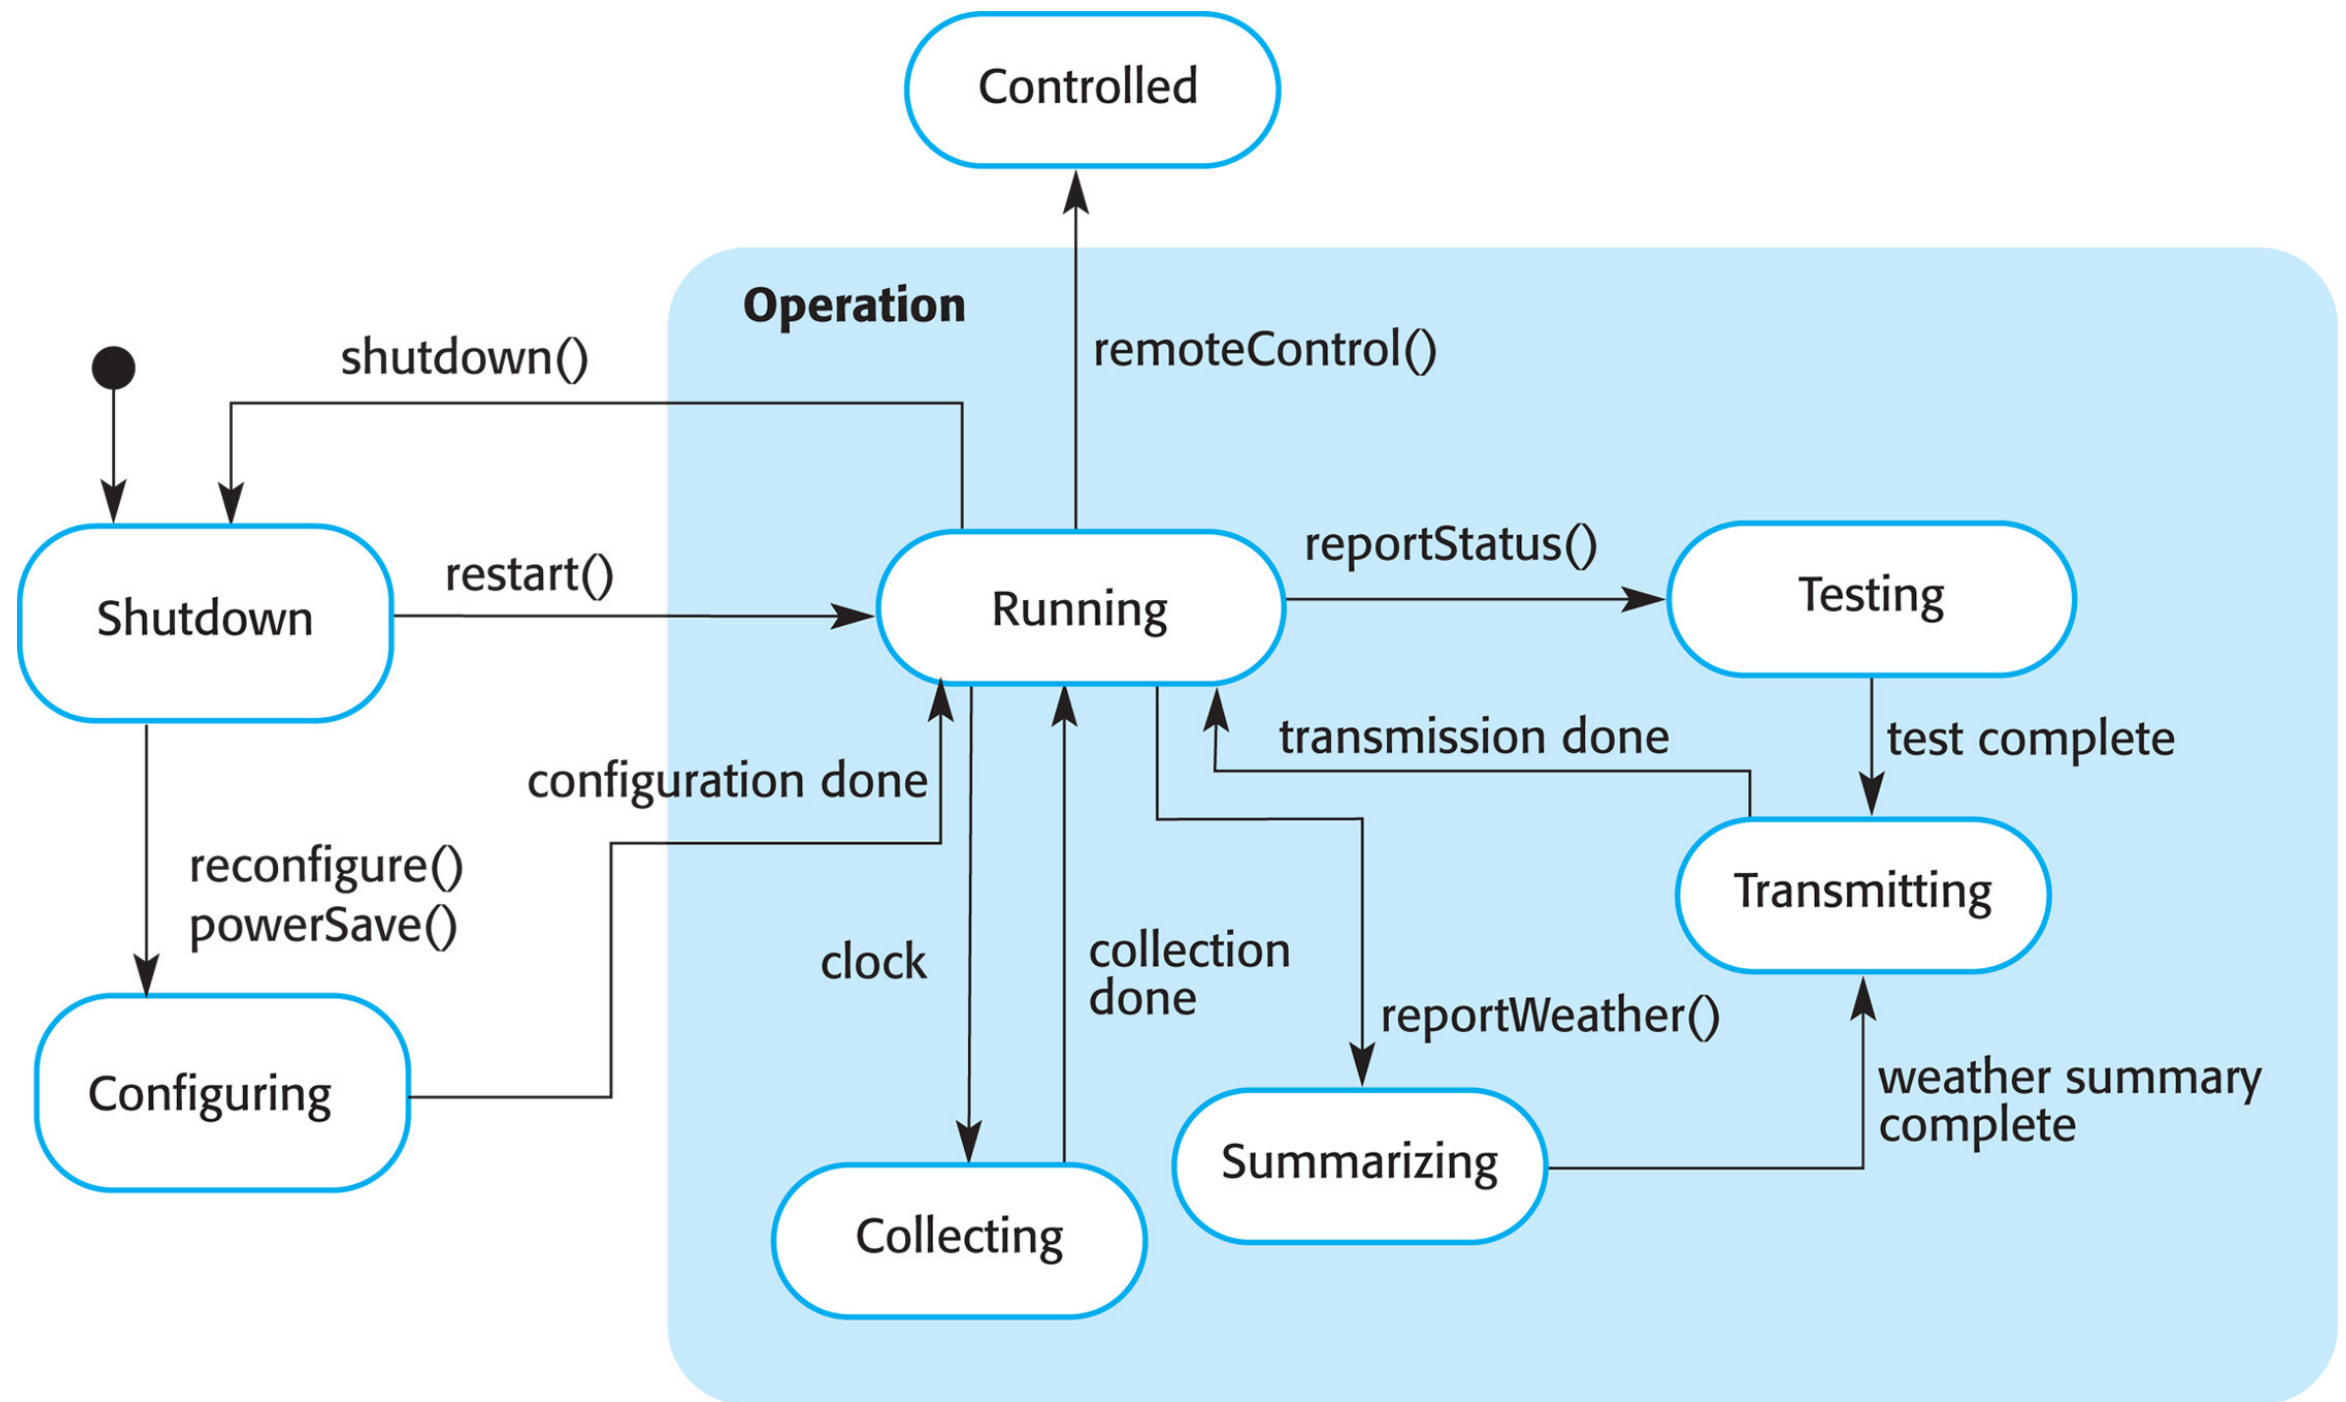 Controlled
Operation
shutdown()
remoteControl()
restart()
reportStatus()
Shutdown
Running
Testing
transmission done
test complete
configuration done
reconfigure()
powerSave()
Transmitting
clock
collection
done
reportWeather()
Configuring
weather summary
complete
Summarizing
Collecting